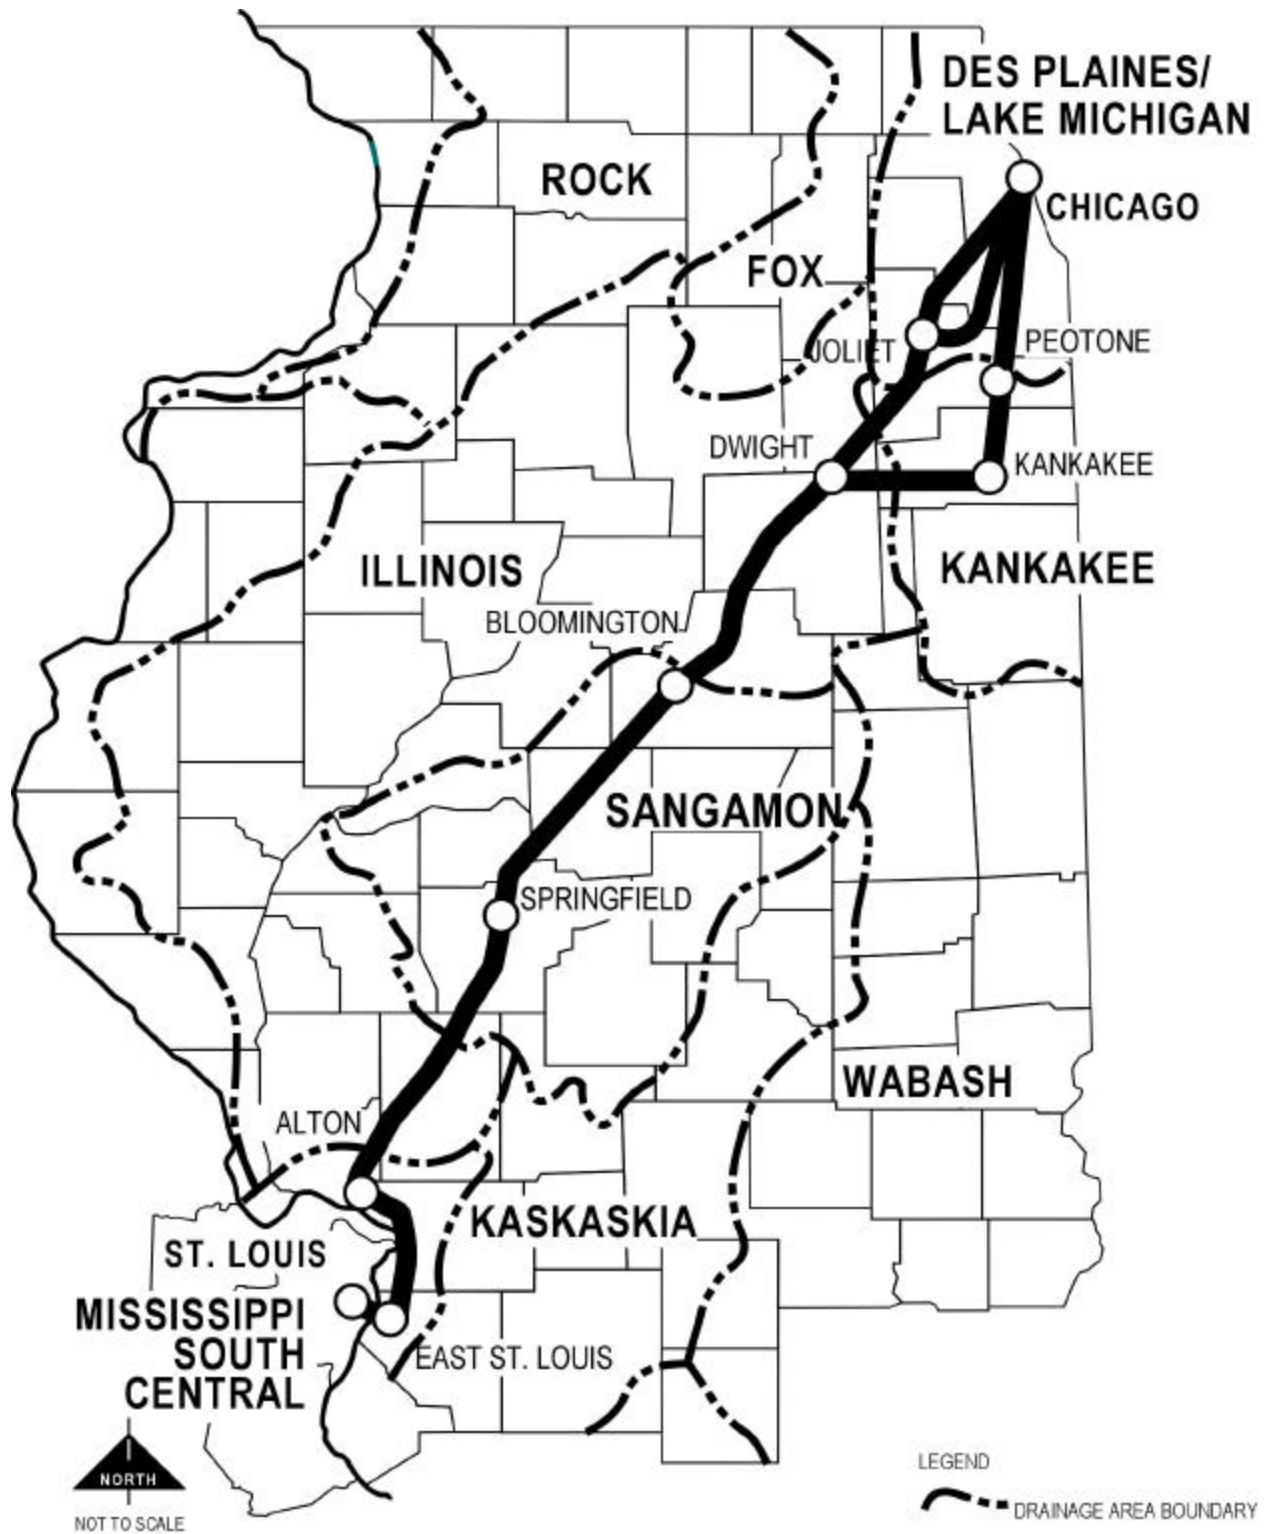 DES PLAINES/
LAKE MICHIGAN
ROCK
CHICAGO
FOX
JOLIET
PEOTONE
DWIGHT
KANKAKEE
ILLINOIS
KANKAKEE
BLOOMINGTON
SANGAMON
SPRINGFIELD
WABASH
ALTON
KASKASKIA
ST. LOUIS
MISSISSIPPI
SOUTH
CENTRAL
EAST ST. LOUIS
NORTH
NOT TO SCALE
LEGEND
DRAINAGE AREA BOUNDARY